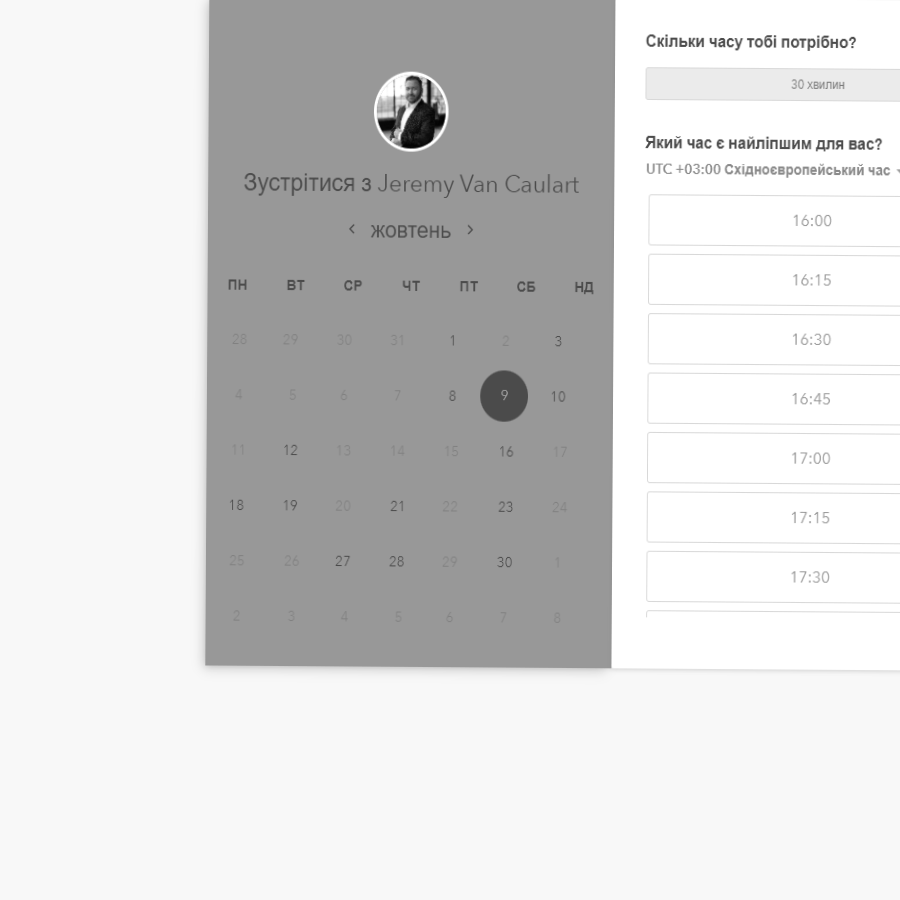 Зустрітися з Jeremy Van Caulart
‹ жовтень ›
ПН ВТ СР ЧТ ПТ СБ НД
28 29 30 31 1 2 3
4 5 6 7 8 9 10
11 12 13 14 15 16 17
18 19 20 21 22 23 24
25 26 27 28 29 30 1
2 3 4 5 6 7 8
Скільки часу тобі потрібно?
30 хвилин
Який час є найліпшим для вас?
UTC +03:00 Східноєвропейський час
16:00
16:15
16:30
16:45
17:00
17:15
17:30